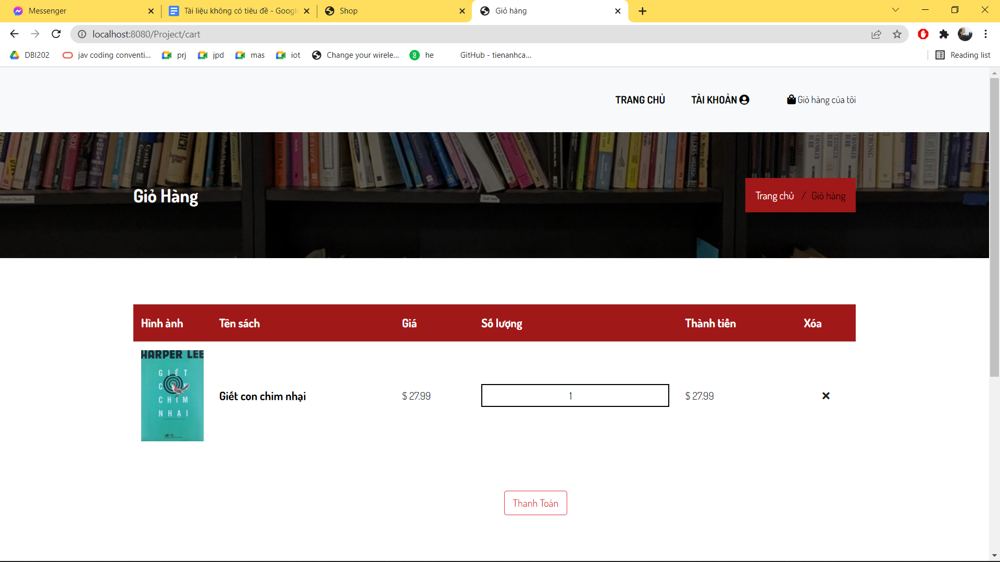 Messenger
Tài liệu không có tiêu đề - Googl
Shop
Giỏ hàng
localhost:8080/Project/cart
DBI202
jav coding conventi...
prj
jpd
mas
iot
Change your wirele...
he
GitHub - tienanhca...
Reading list
TRANG CHỦ
TÀI KHOẢN
Giỏ hàng của tôi
Giỏ Hàng
Trang chủ / Giỏ hàng
Hình ảnh Tên sách Giá Số lượng Thành tiền Xóa
HARPER LEE
GIẾT
CON
CHIM
NHẠI
Giết con chim nhại $ 27.99 1 $ 27.99
Thanh Toán